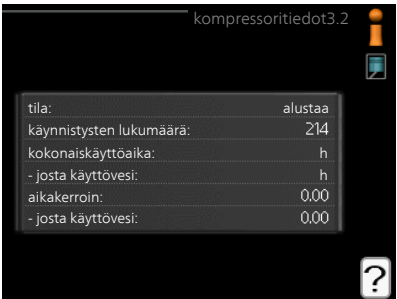 kompressoritiedot3.2
tila: alustaa
käynnistysten lukumäärä: 214
kokonaiskäyttöaika: h
- josta käyttövesi: h
aikakerroin: 0.00
- josta käyttövesi: 0.00
?